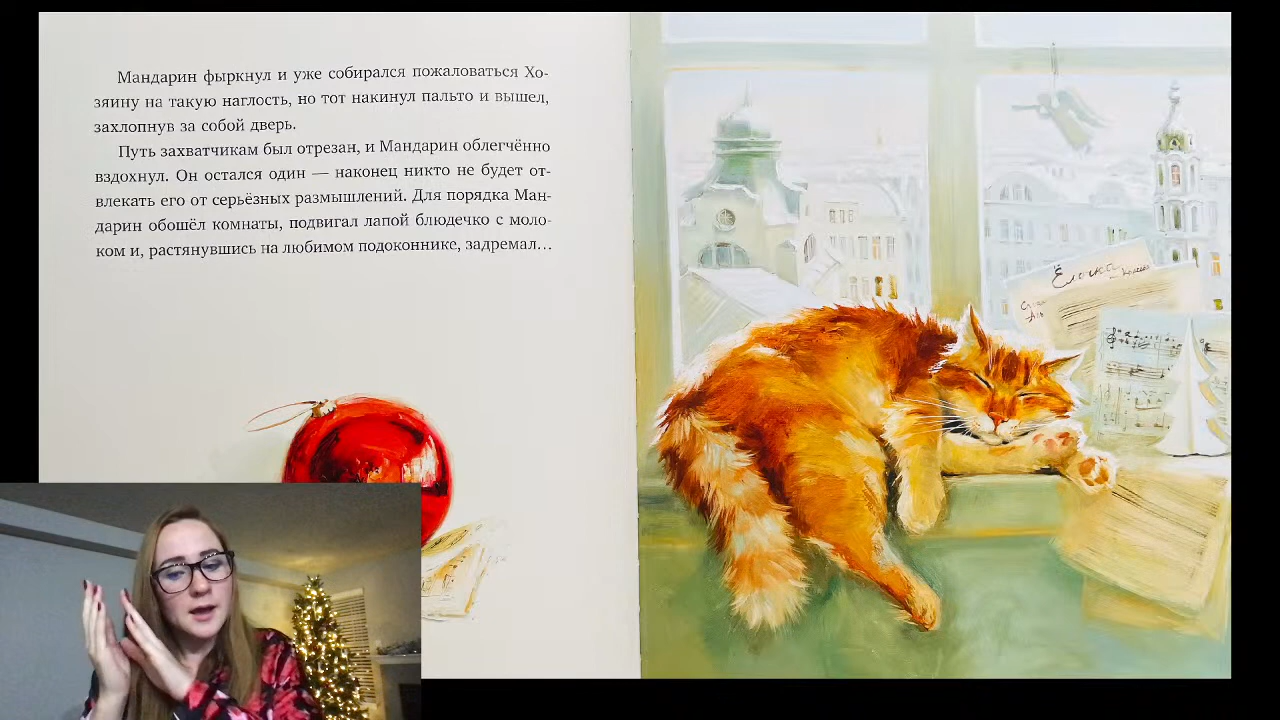 Мандарин фыркнул и уже собирался пожаловаться Хо-
зяину на такую наглость, но тот накинул пальто и вышел,
захлопнув за собой дверь.
Путь захватчикам был отрезан, и Мандарин облегчённо
вздохнул. Он остался один — наконец никто не будет от-
влекать его от серьёзных размышлений. Для порядка Ман-
дарин обошёл комнаты, подвигал лапой блюдечко с моло-
ком и, растянувшись на любимом подоконнике, задремал...
Ёлочка